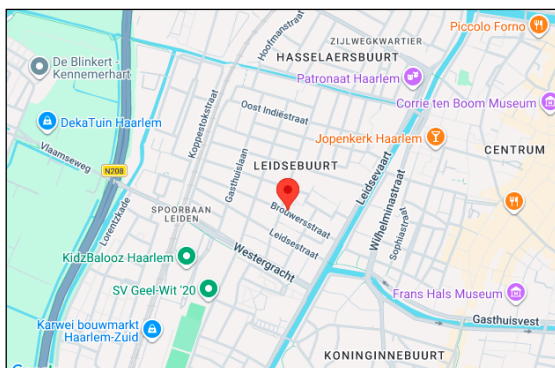 Piccolo Forno
Hoofmanstraat
ZIJLWEGKWARTIER
HASSELAERSBUURT
De Blinkert -
Kennemerhart
Patronaat Haarlem
Koppestokstraat
Corrie ten Boom Museum
Oost Indiëstraat
DekaTuin Haarlem
Jopenkerk Haarlem
Vlaamseweg
CENTRUM
Gasthuislaan
LEIDSEBUURT
N208
Leidsevaart
Wilhelminastraat
Lorentzkade
SPOORBAAN
LEIDEN
Brouwersstraat
Sophiastraat
Leidsestraat
KidzBalooz Haarlem
Westergracht
SV Geel-Wit '20
Frans Hals Museum
Gasthuisvest
Karwei bouwmarkt
Haarlem-Zuid
KONINGINNEBUURT